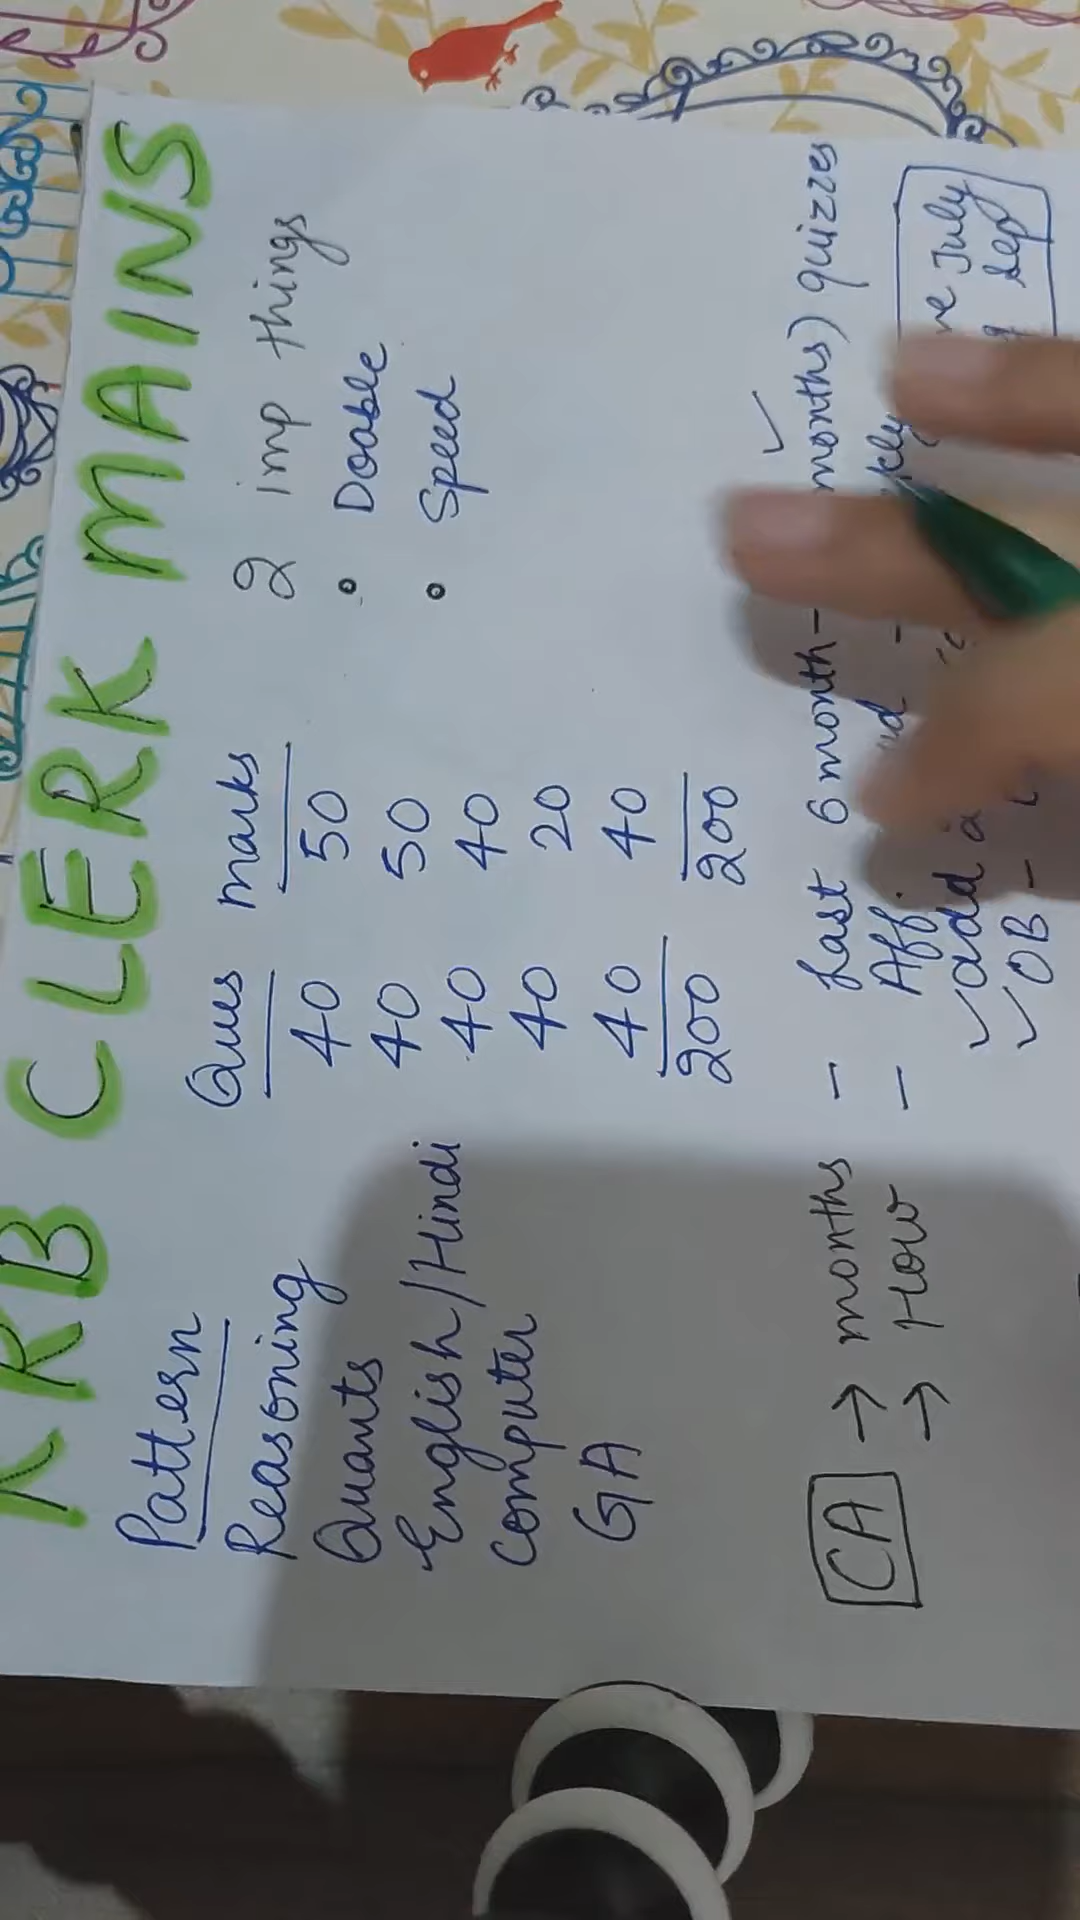 RRB CLERK MAINS
Pattern Ques marks 2 imp things
Reasoning 40 50 • Doable
Quants 40 50 • Speed
English/Hindi 40 40
Computer 40 20
GA 40 40
200 200
CA → months - Last 6 month- months) quizzes
→ How - Aff
add July
OB - Sep